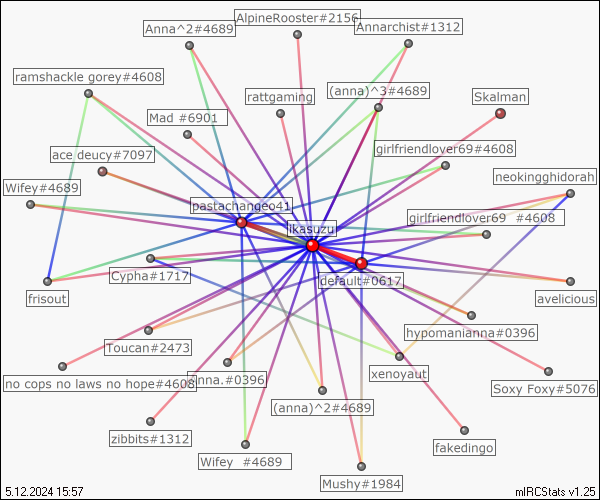 AlpineRooster#2156
Anna^2#4689
Annarchist#1312
ramshackle gorey#4608
rattgaming
(anna)^3#4689
Skalman
Mad #6901
ace deucy#7097
girlfriendlover69#4608
neokingghidorah
Wifey#4689
pastachangeo41
girlfriendlover69 #4608
ikasuzu
Cypha#1717
default#0617
frisout
avelicious
hypomanianna#0396
Toucan#2473
xenoyaut
no cops no laws no hope#4608
nna.#0396
Soxy Foxy#5076
(anna)^2#4689
zibbits#1312
fakedingo
Wifey #4689
Mushy#1984
5.12.2024 15:57
mIRCStats v1.25